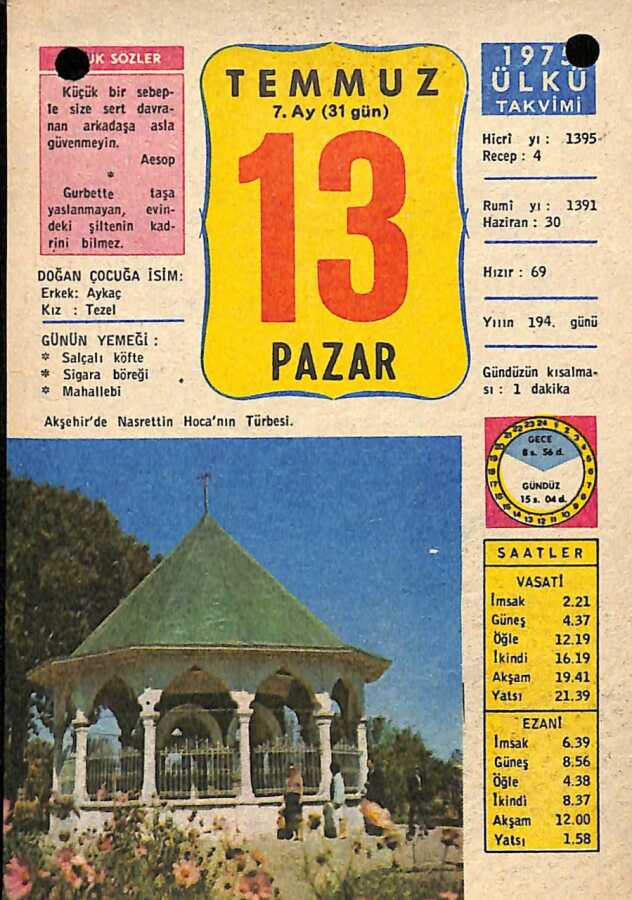 UK SÖZLER
Küçük bir sebep-
le size sert davra-
nan arkadaşa asla
güvenmeyin.
Aesop
*
Gurbette taşa
yaslanmayan, evin-
deki şiltenin kad-
rini bilmez.
DOĞAN ÇOCUĞA İSİM:
Erkek: Aykaç
Kız : Tezel
GÜNÜN YEMEĞİ :
* Salçalı köfte
* Sigara böreği
* Mahallebi
TEMMUZ
7. Ay (31 gün)
13
PAZAR
1975
ÜLKÜ
TAKVİMİ
Hicrî yı : 1395
Recep : 4
Rumî yı : 1391
Haziran : 30
Hızır : 69
Yılın 194. günü
Gündüzün kısalma-
sı : 1 dakika
Akşehir'de Nasrettin Hoca'nın Türbesi.
GECE
8 s. 56 d.
GÜNDÜZ
15 s. 04 d.
SAATLER
VASATİ
İmsak 2.21
Güneş 4.37
Öğle 12.19
İkindi 16.19
Akşam 19.41
Yatsı 21.39
EZANİ
İmsak 6.39
Güneş 8.56
Öğle 4.38
İkindi 8.37
Akşam 12.00
Yatsı 1.58